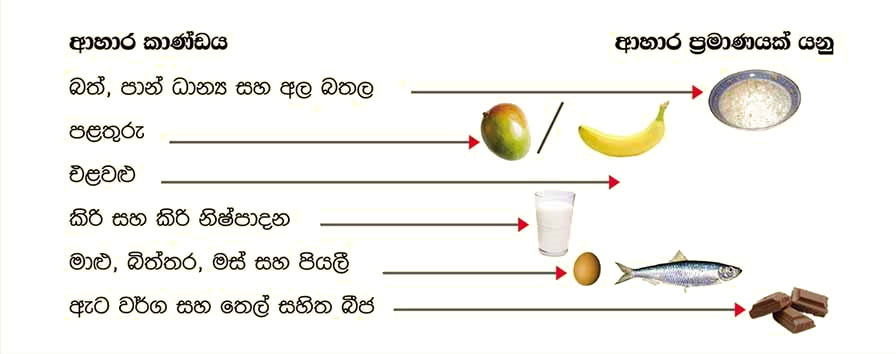 ආහාර කාණ්ඩය ආහාර ප්‍රමාණයක් යනු
බත්, පාන් ධාන්‍ය සහ අල බතල
පළතුරු
එළවළු
කිරි සහ කිරි නිෂ්පාදන
මාළු, බිත්තර, මස් සහ පියලී
ඇට වර්ග සහ තෙල් සහිත බීජ